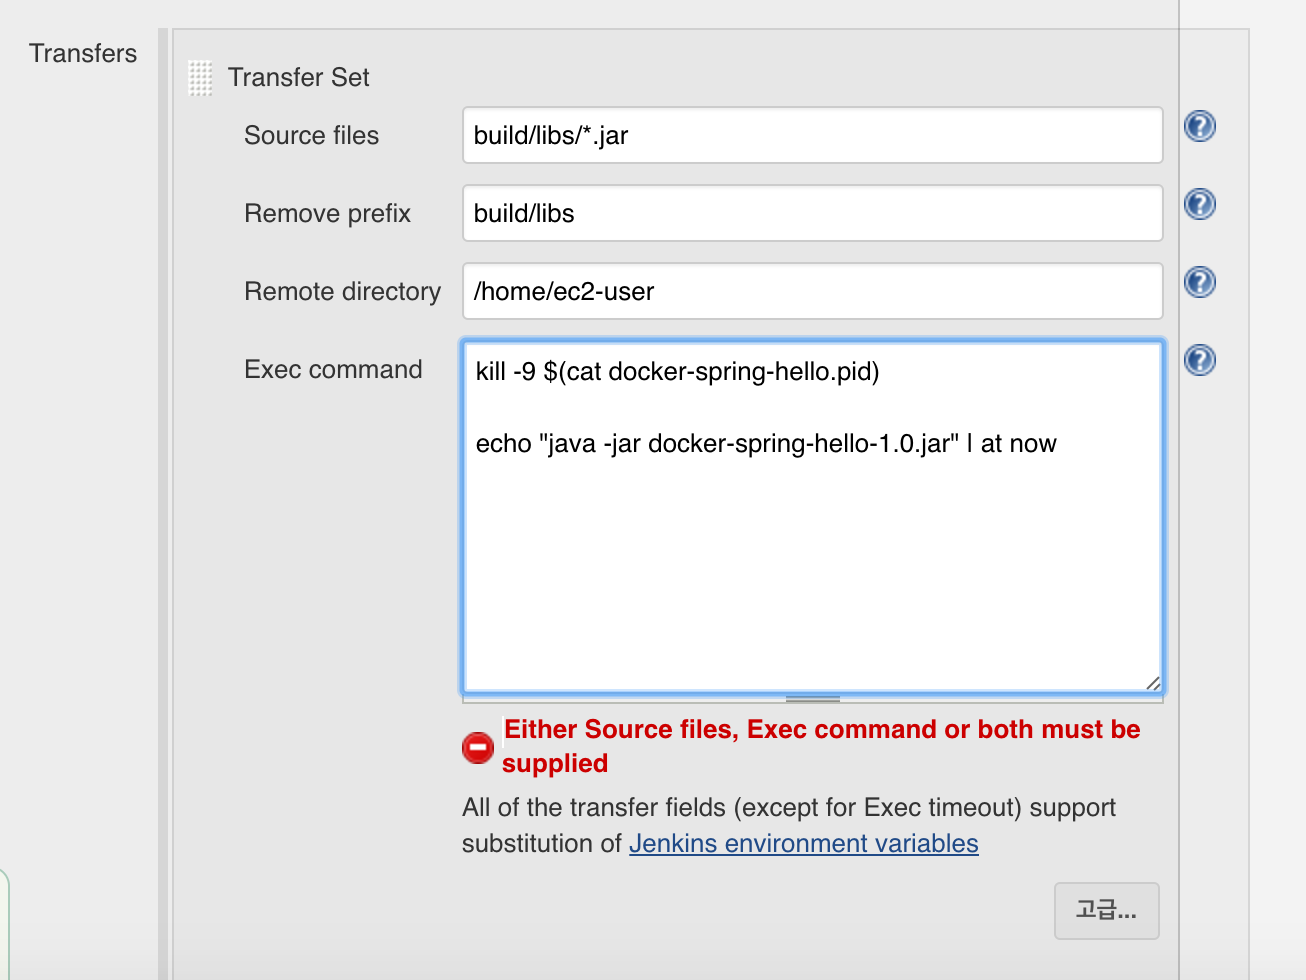 Transfers
Transfer Set
Source files
build/libs/*.jar
Remove prefix
build/libs
Remote directory
/home/ec2-user
Exec command
kill -9 $(cat docker-spring-hello.pid)
echo "java -jar docker-spring-hello-1.0.jar" | at now
Either Source files, Exec command or both must be
supplied
All of the transfer fields (except for Exec timeout) support
substitution of Jenkins environment variables
고급...